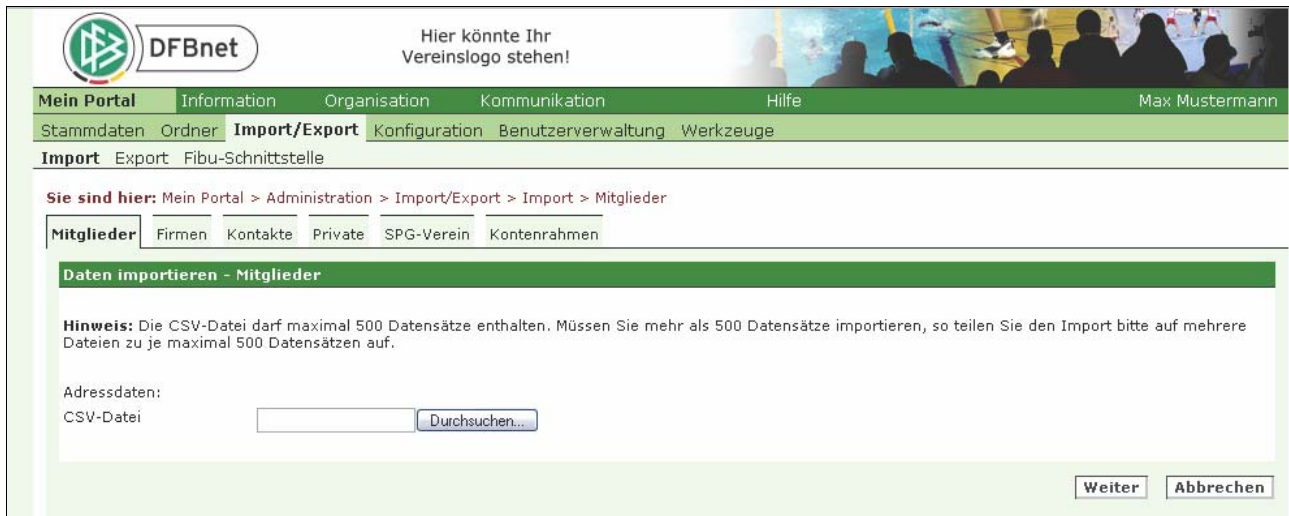 DFBnet
Hier könnte Ihr
Vereinslogo stehen!
Mein Portal Information Organisation Kommunikation Hilfe Max Mustermann
Stammdaten Ordner Import/Export Konfiguration Benutzerverwaltung Werkzeuge
Import Export Fibu-Schnittstelle
Sie sind hier: Mein Portal > Administration > Import/Export > Import > Mitglieder
Mitglieder Firmen Kontakte Private SPG-Verein Kontenrahmen
Daten importieren - Mitglieder
Hinweis: Die CSV-Datei darf maximal 500 Datensätze enthalten. Müssen Sie mehr als 500 Datensätze importieren, so teilen Sie den Import bitte auf mehrere
Dateien zu je maximal 500 Datensätzen auf.
Adressdaten:
CSV-Datei Durchsuchen...
Weiter Abbrechen